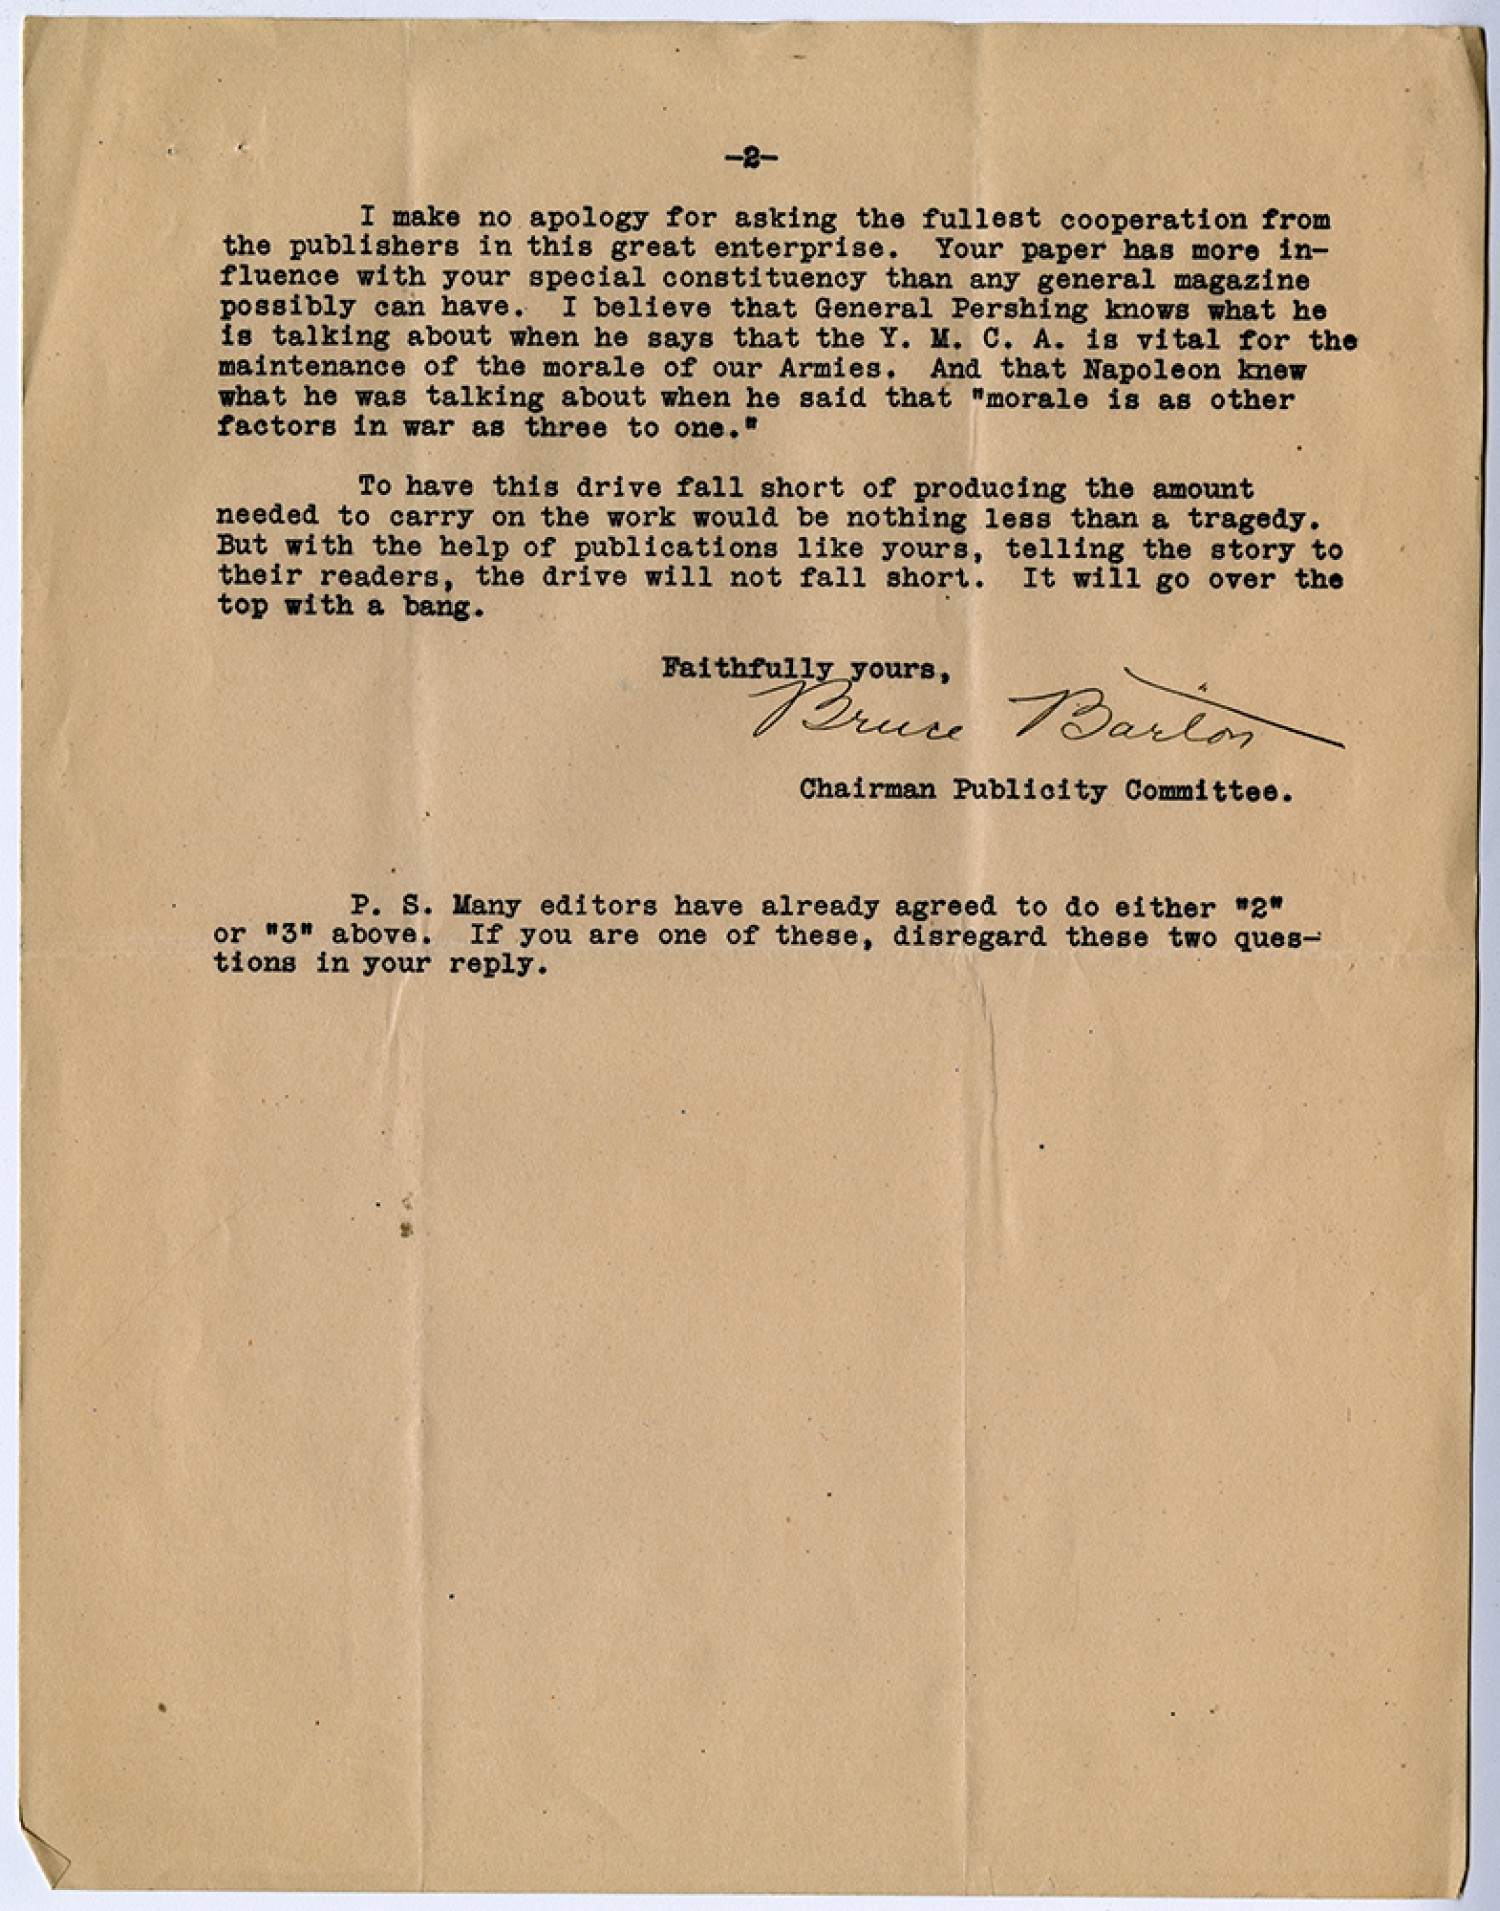 -2-
I make no apology for asking the fullest cooperation from
the publishers in this great enterprise. Your paper has more in-
fluence with your special constituency than any general magazine
possibly can have. I believe that General Pershing knows what he
is talking about when he says that the Y. M. C. A. is vital for the
maintenance of the morale of our Armies. And that Napoleon knew
what he was talking about when he said that "morale is as other
factors in war as three to one."
To have this drive fall short of producing the amount
needed to carry on the work would be nothing less than a tragedy.
But with the help of publications like yours, telling the story to
their readers, the drive will not fall short. It will go over the
top with a bang.
Faithfully yours,
Bruce Barton
Chairman Publicity Committee.
P. S. Many editors have already agreed to do either "2"
or "3" above. If you are one of these, disregard these two ques-
tions in your reply.